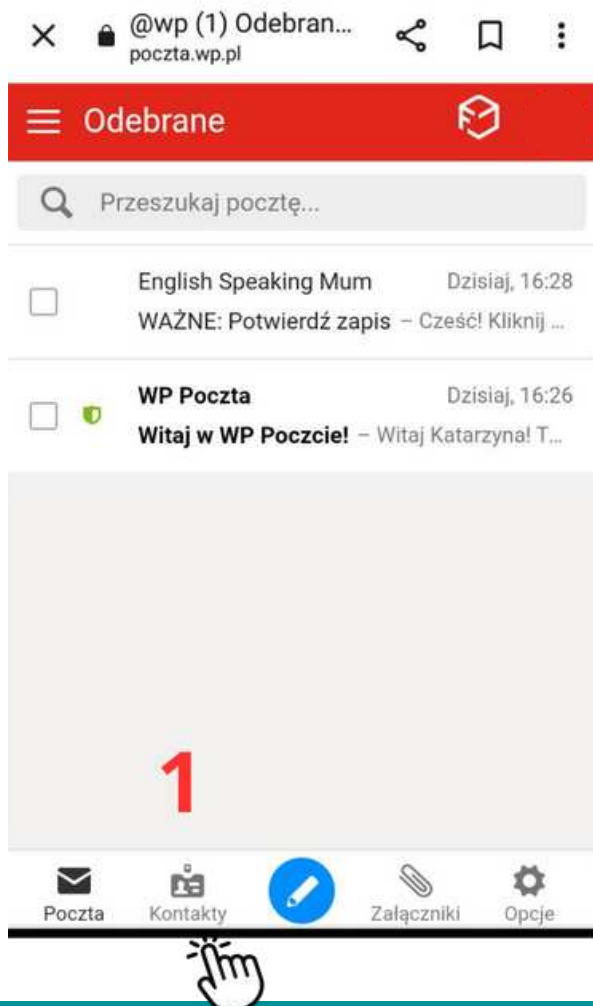 @wp (1) Odebran...
poczta.wp.pl
Odebrane
Przeszukaj pocztę...
English Speaking Mum Dzisiaj, 16:28
WAŻNE: Potwierdź zapis – Cześć! Kliknij ...
WP Poczta Dzisiaj, 16:26
Witaj w WP Poczcie! – Witaj Katarzyna! T...
1
Poczta Kontakty Załączniki Opcje